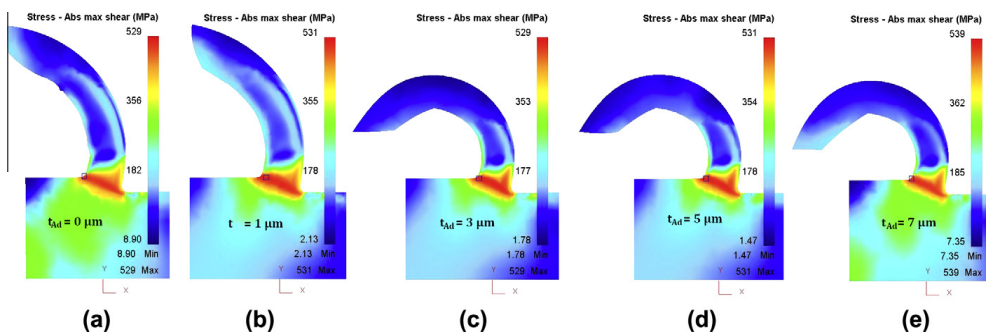 Stress - Abs max shear (MPa)
529
356
182
8.90
8.90 Min
529 Max
Y
X
t_Ad = 0 μm
(a)
Stress - Abs max shear (MPa)
531
355
178
2.13
2.13 Min
531 Max
Y
X
t = 1 μm
(b)
Stress - Abs max shear (MPa)
529
353
177
1.78
1.78 Min
529 Max
Y
X
t_Ad = 3 μm
(c)
Stress - Abs max shear (MPa)
531
354
178
1.47
1.47 Min
531 Max
Y
X
t_Ad = 5 μm
(d)
Stress - Abs max shear (MPa)
539
362
185
7.35
7.35 Min
539 Max
Y
X
t_Ad = 7 μm
(e)